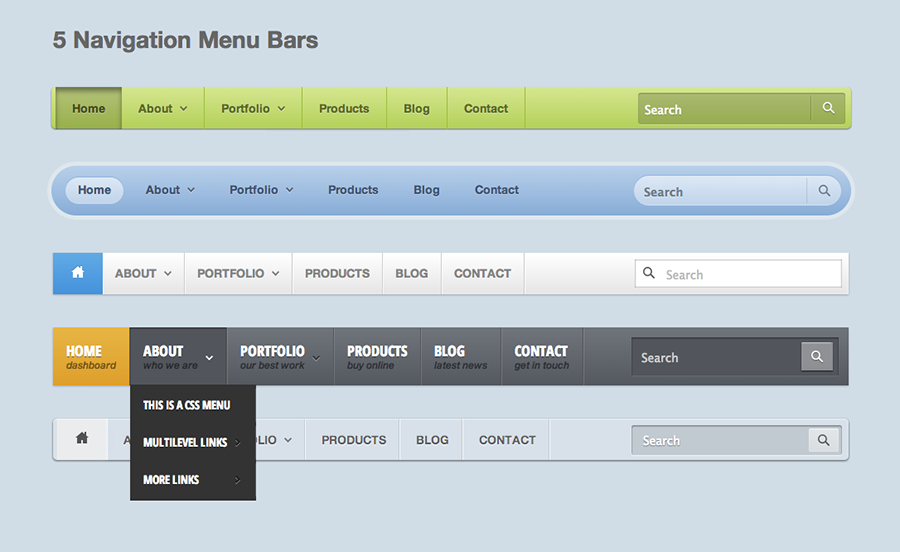 5 Navigation Menu Bars
Home About Portfolio Products Blog Contact Search
Home About Portfolio Products Blog Contact Search
ABOUT PORTFOLIO PRODUCTS BLOG CONTACT Search
HOME ABOUT PORTFOLIO PRODUCTS BLOG CONTACT Search
dashboard who we are our best work buy online latest news get in touch
THIS IS A CSS MENU
PRODUCTS BLOG CONTACT Search
MULTILEVEL LINKS
MORE LINKS